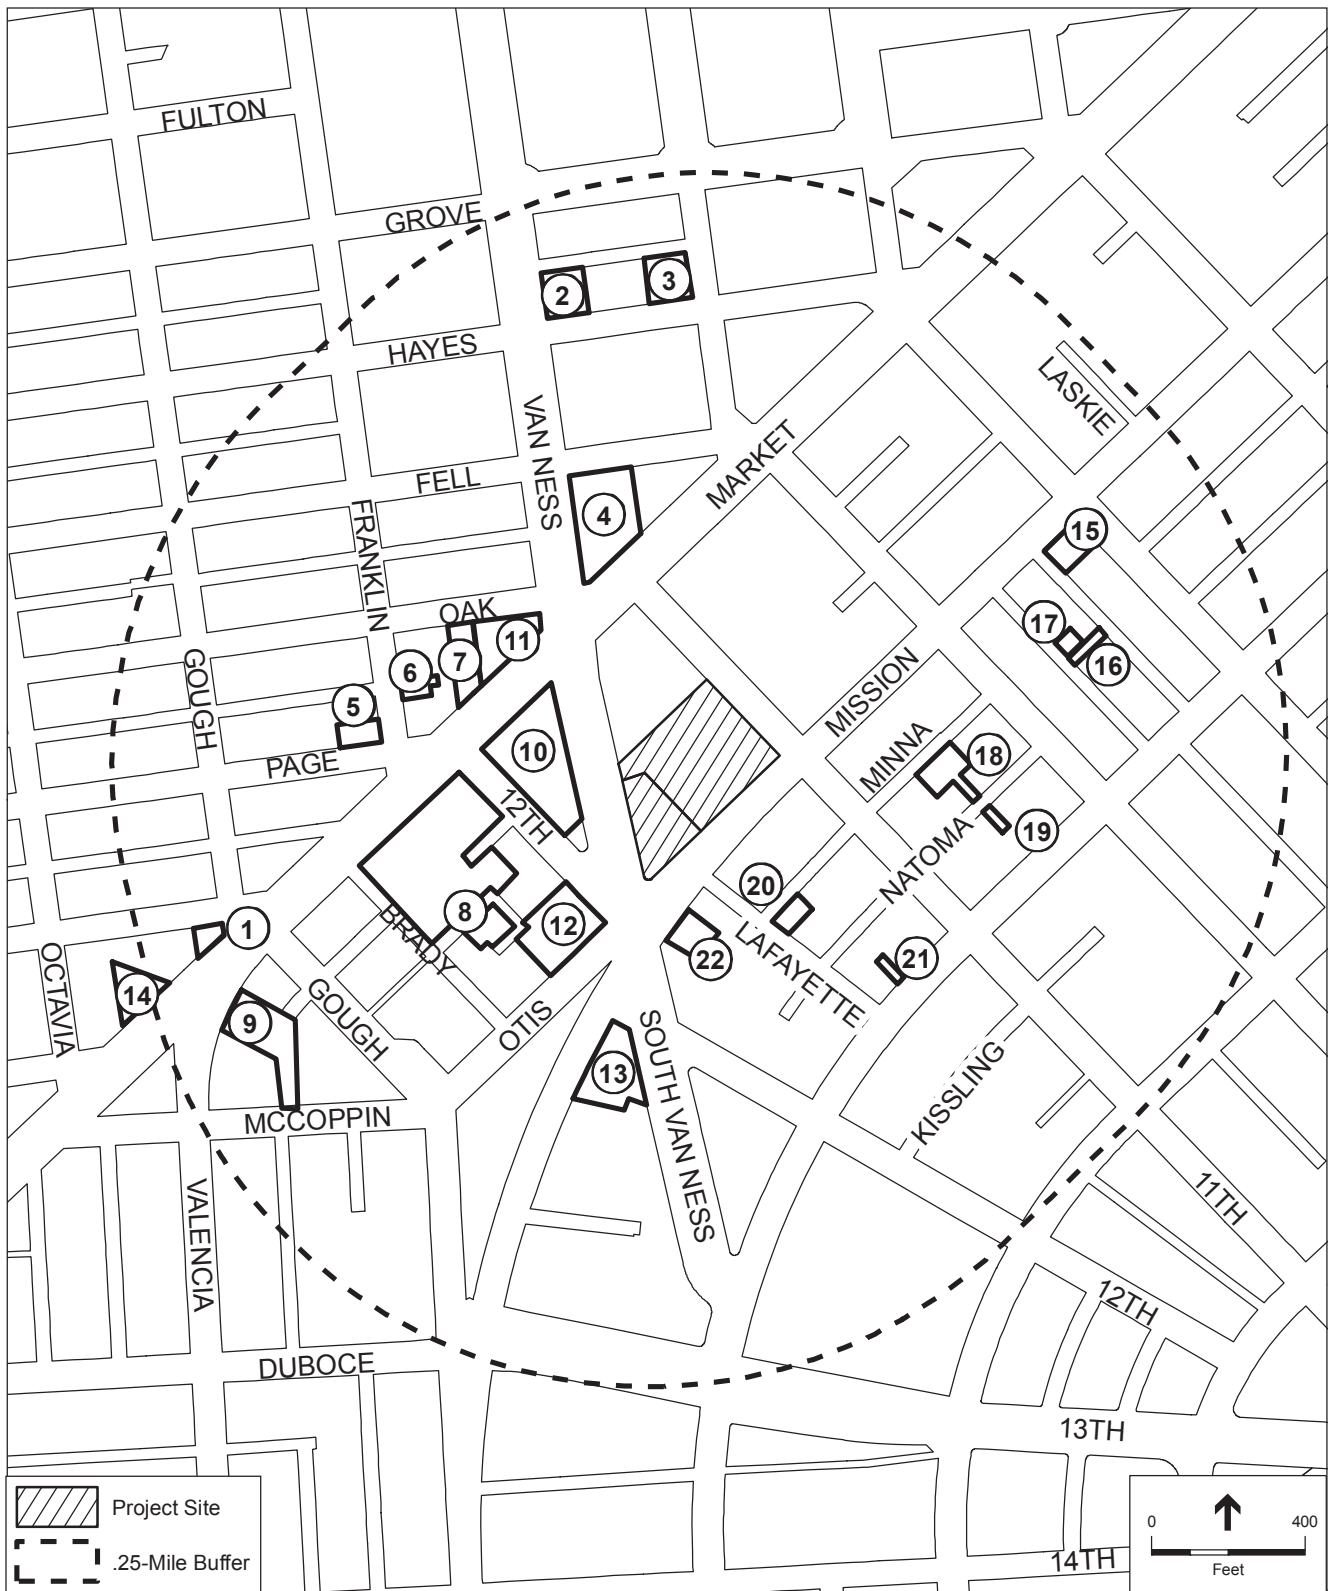 FULTON
GROVE
2
3
HAYES
LASKIE
VAN NESS
MARKET
FELL
FRANKLIN
4
15
OAK
11
17
7
6
16
GOUGH
MISSION
5
10
MINNA
18
PAGE
12TH
NATOMA
19
20
8
BRADY
12
1
LAFAYETTE
22
21
OCTAVIA
14
9
GOUGH
OTIS
SOUTH VAN NESS
13
KISSLING
MCCOPPIN
VALENCIA
11TH
12TH
DUBOCE
13TH
14TH
Project Site
.25-Mile Buffer
0 400
Feet